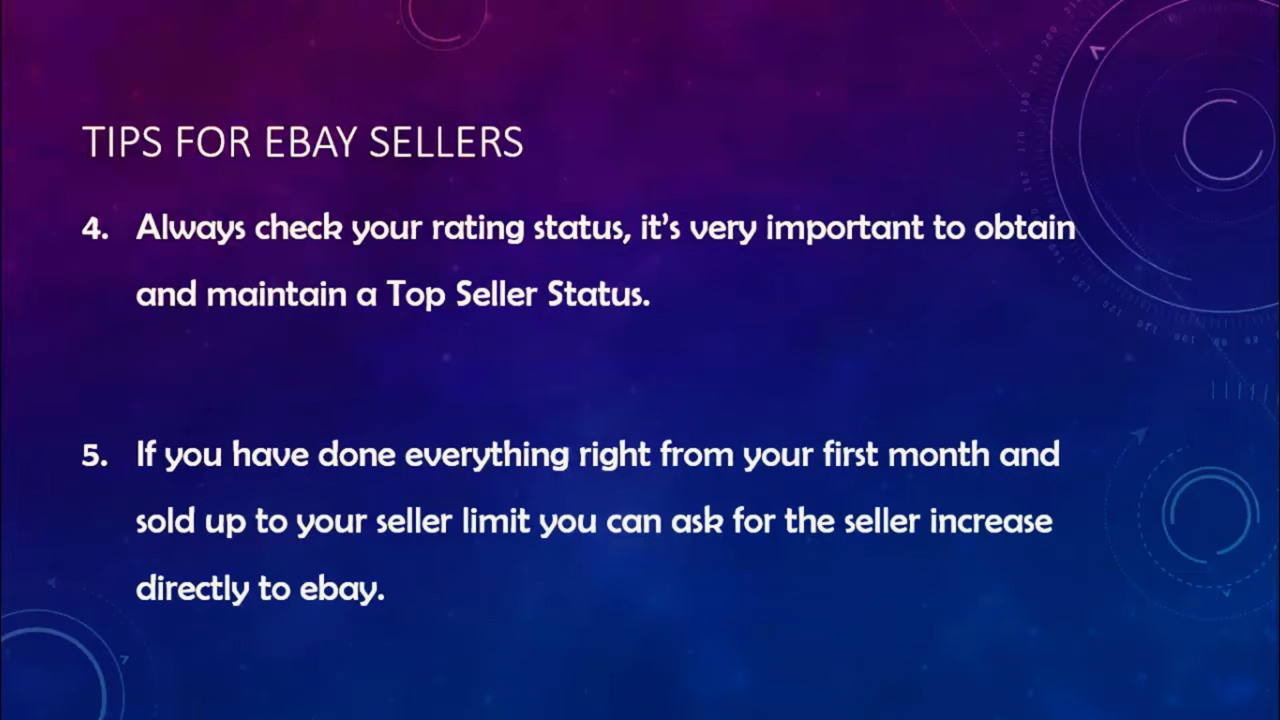 TIPS FOR EBAY SELLERS
4. Always check your rating status, it's very important to obtain
and maintain a Top Seller Status.
5. If you have done everything right from your first month and
sold up to your seller limit you can ask for the seller increase
directly to ebay.